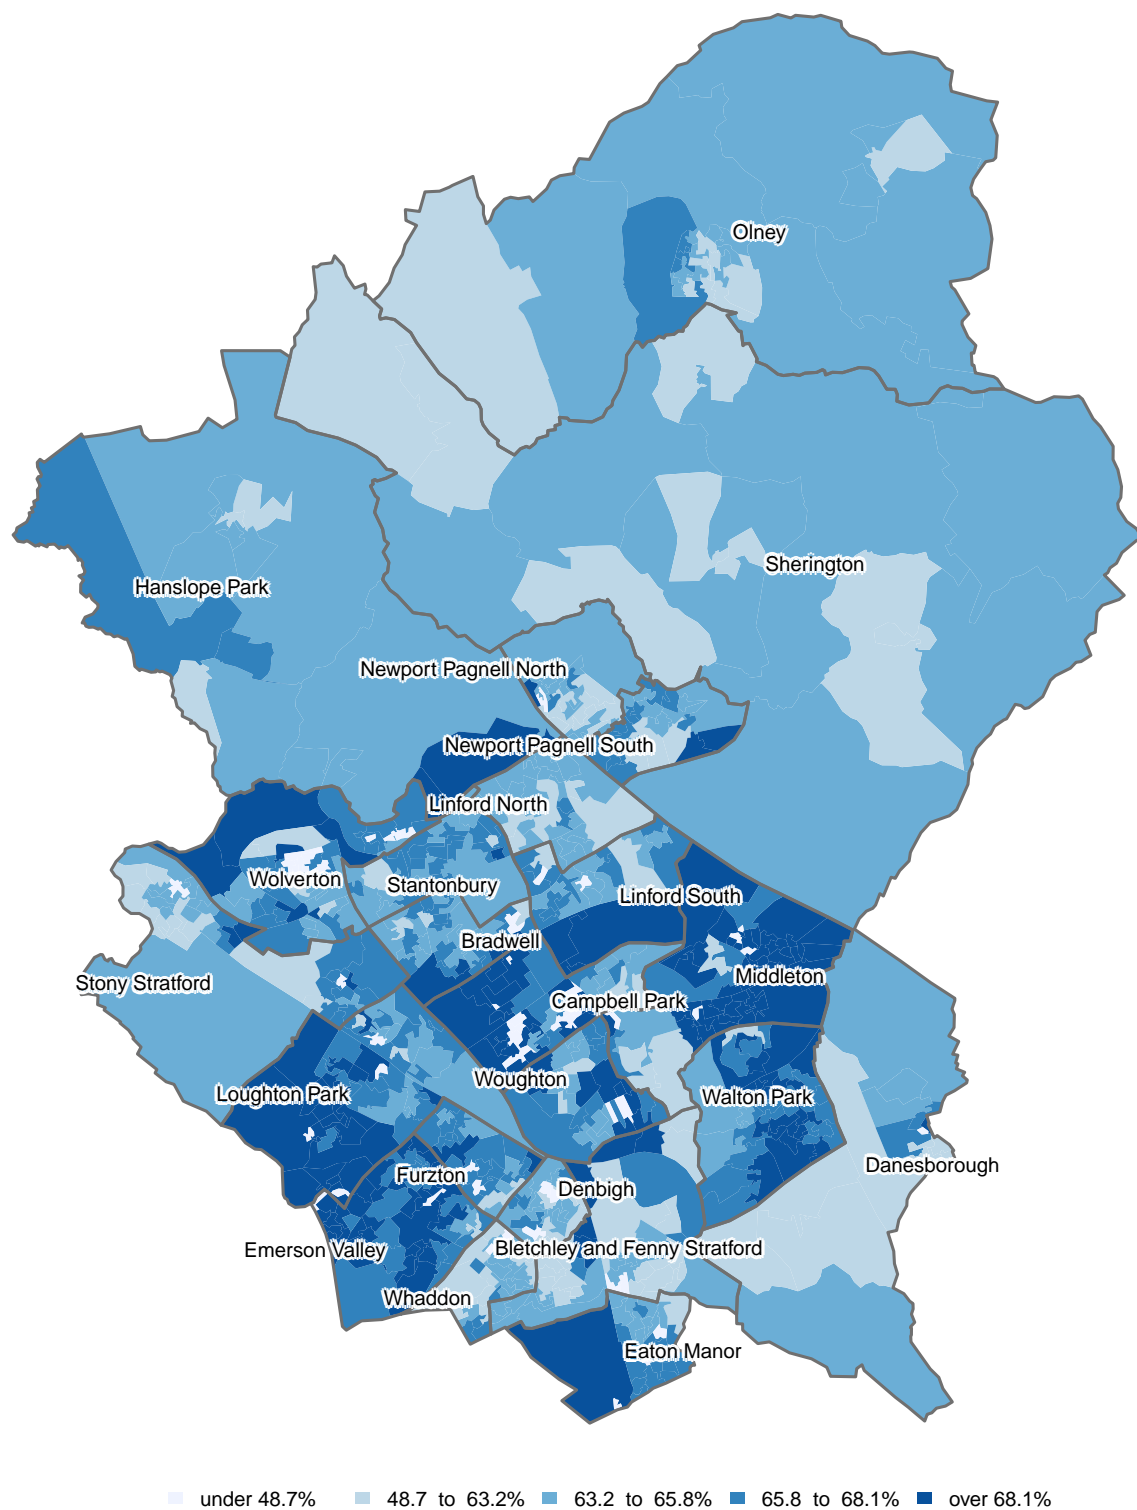 Olney
Sherington
Hanslope Park
Newport Pagnell North
Newport Pagnell South
Linford North
Wolverton
Stantonbury
Linford South
Bradwell
Middleton
Stony Stratford
Campbell Park
Woughton
Loughton Park
Walton Park
Danesborough
Furzton
Denbigh
Emerson Valley
Bletchley and Fenny Stratford
Whaddon
Eaton Manor
under 48.7% 48.7 to 63.2% 63.2 to 65.8% 65.8 to 68.1% over 68.1%